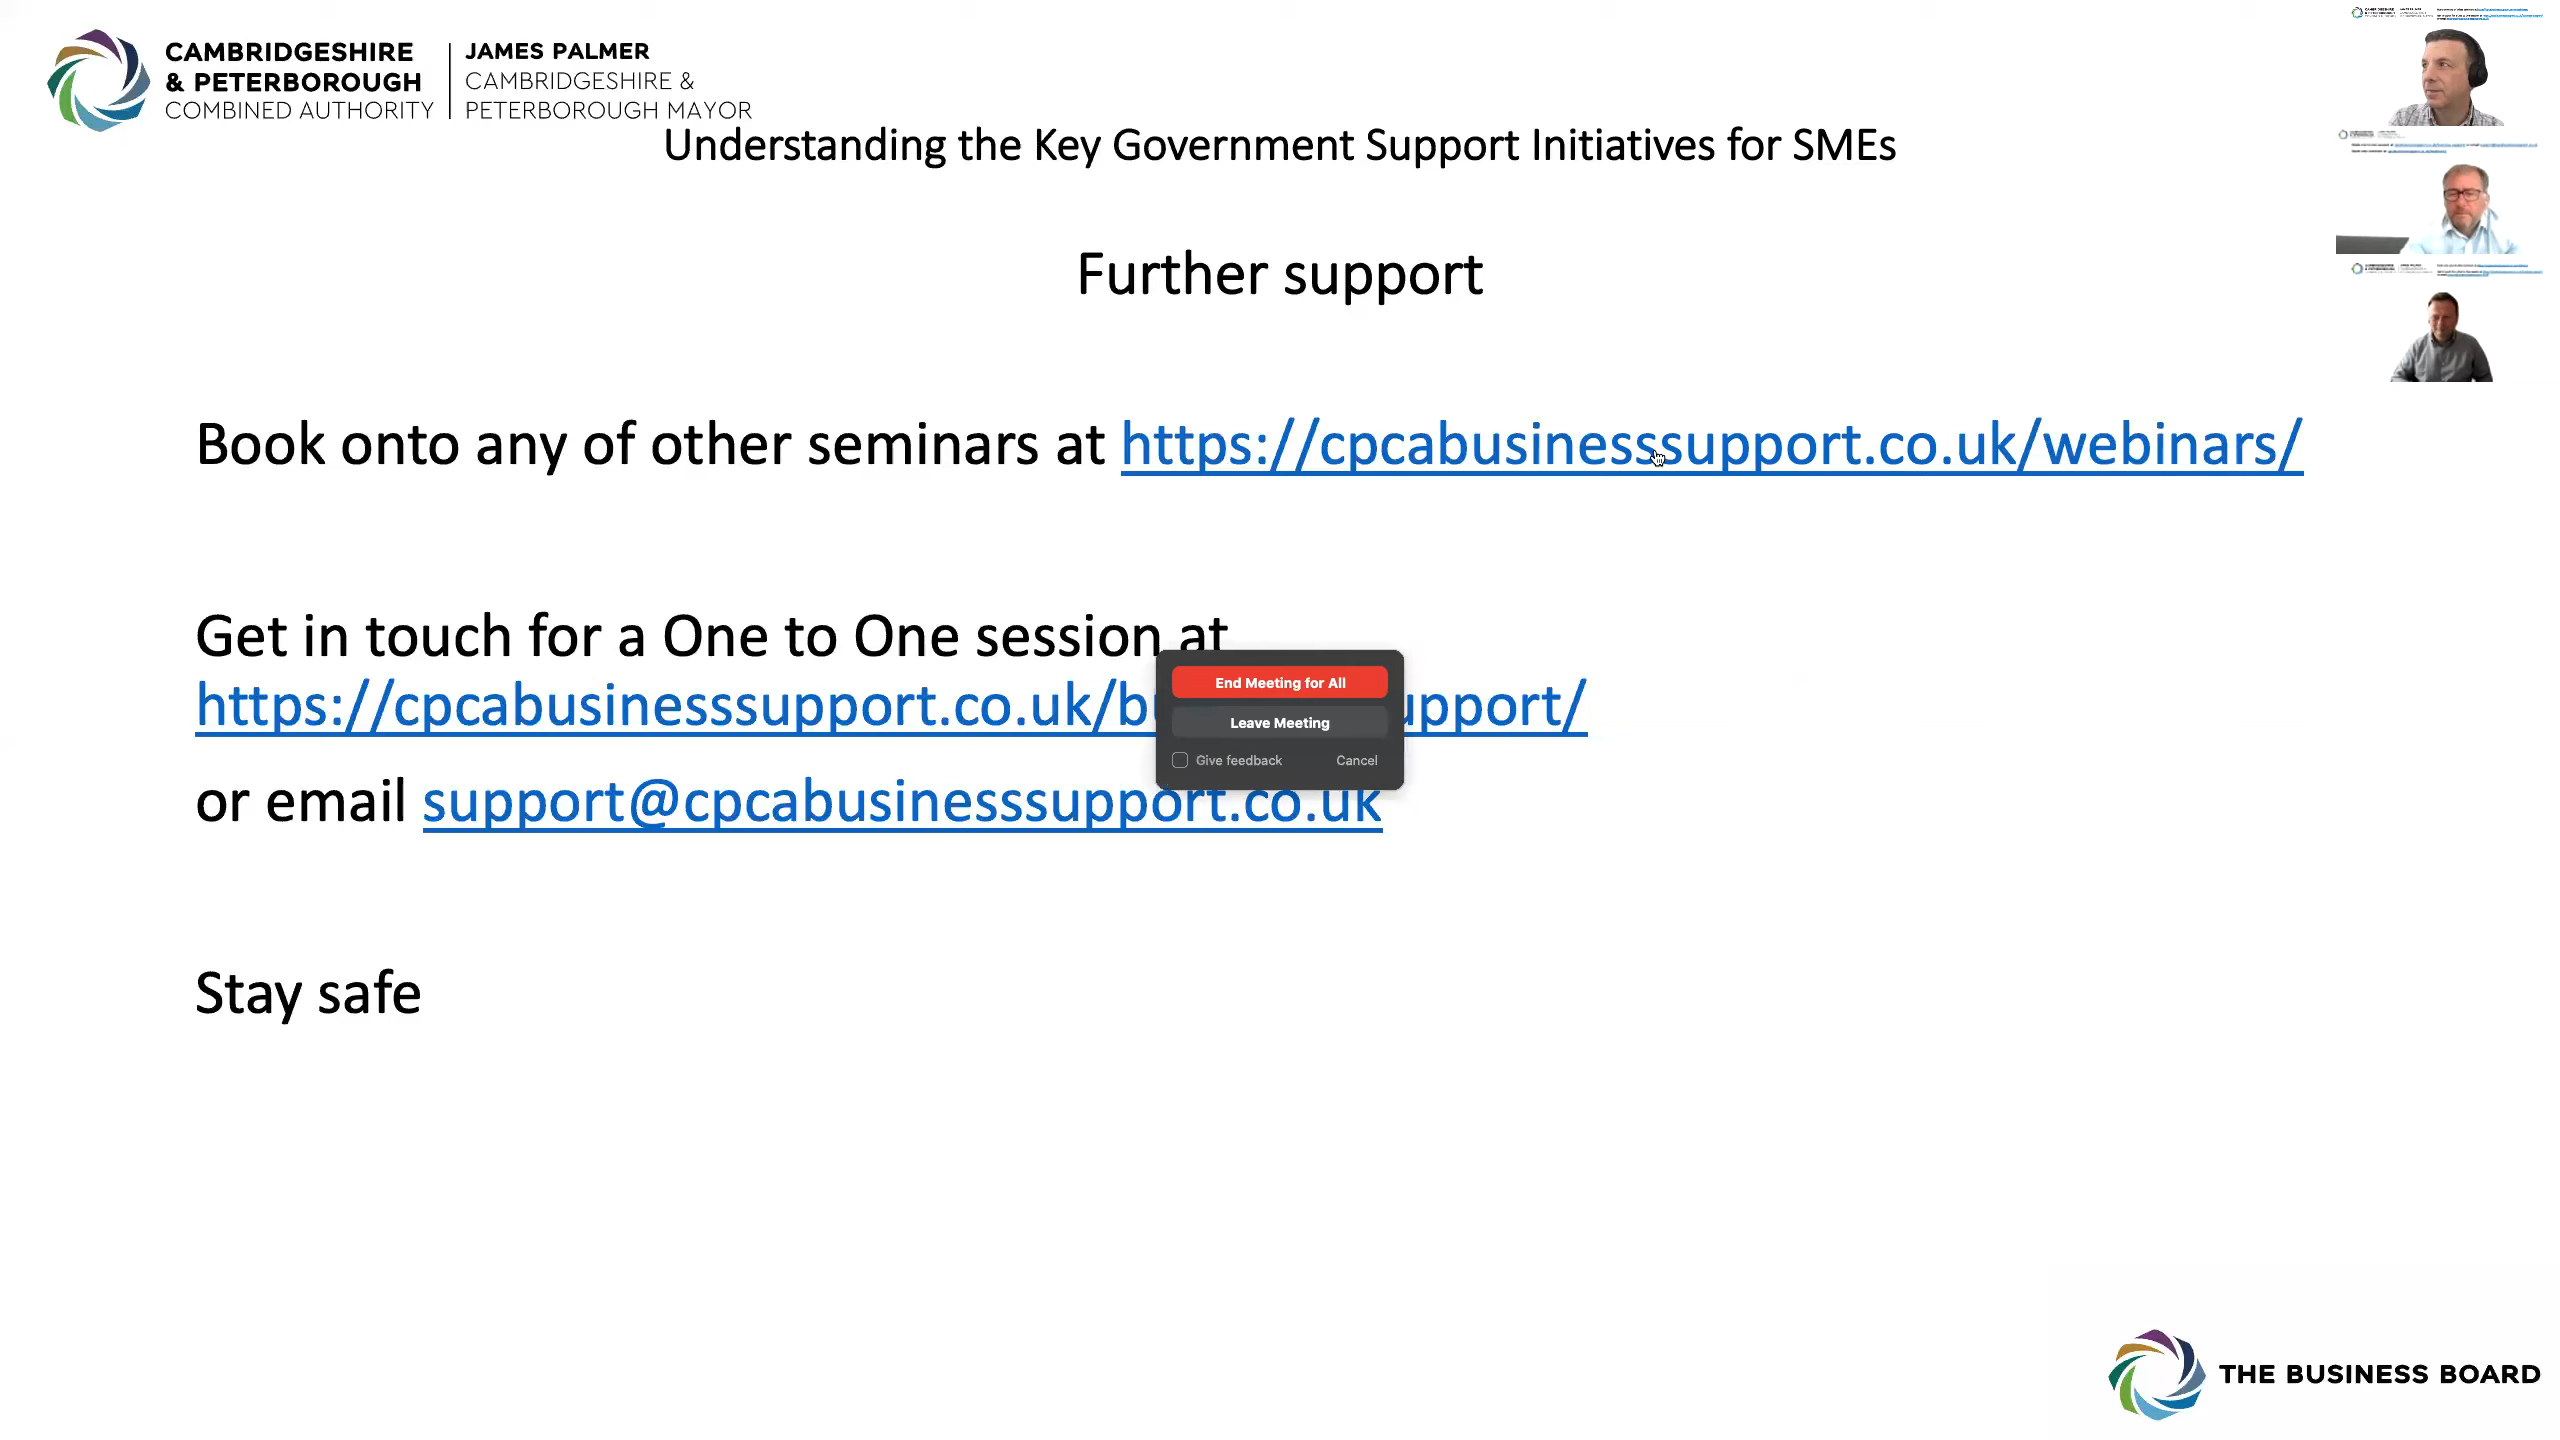 CAMBRIDGESHIRE
& PETERBOROUGH
COMBINED AUTHORITY
JAMES PALMER
CAMBRIDGESHIRE &
PETERBOROUGH MAYOR
Understanding the Key Government Support Initiatives for SMEs
Further support
Book onto any of other seminars at https://cpcabusinesssupport.co.uk/webinars/
Get in touch for a One to One session at
https://cpcabusinesssupport.co.uk/b upport/
End Meeting for All
Leave Meeting
Give feedback Cancel
or email support@cpcabusinesssupport.co.uk
Stay safe
THE BUSINESS BOARD